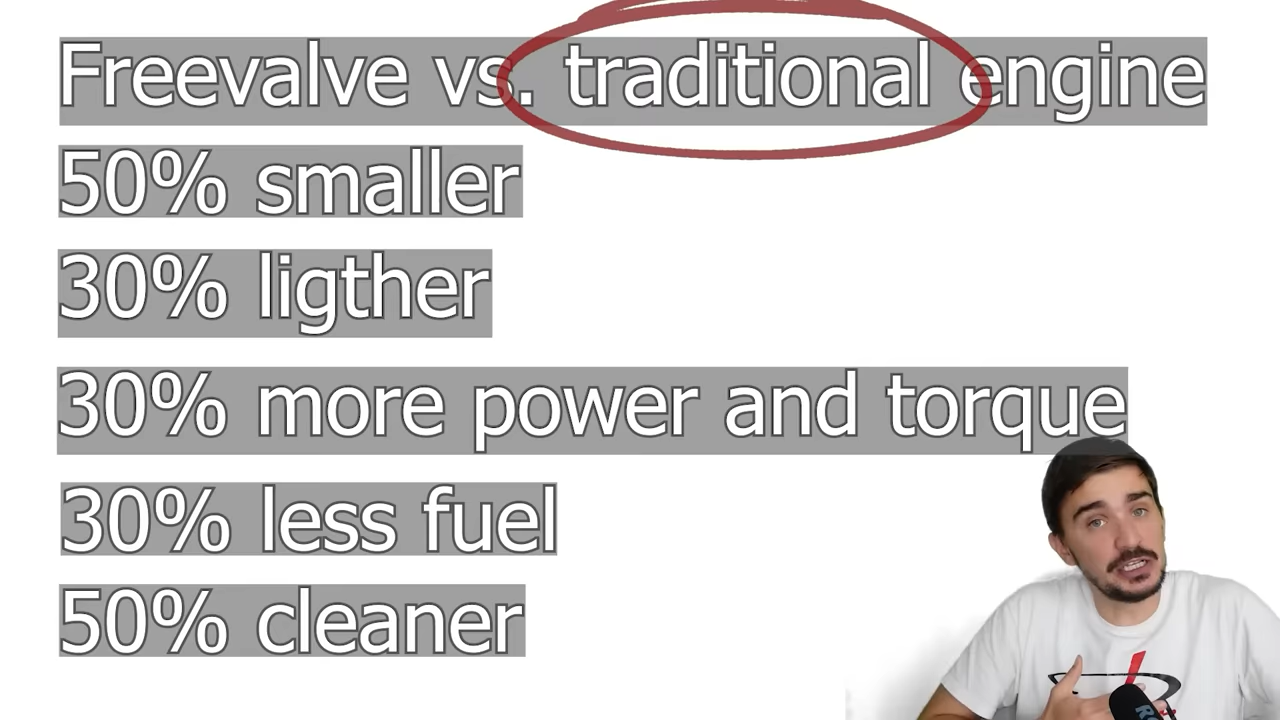 Freevalve vs. traditional engine
50% smaller
30% ligther
30% more power and torque
30% less fuel
50% cleaner